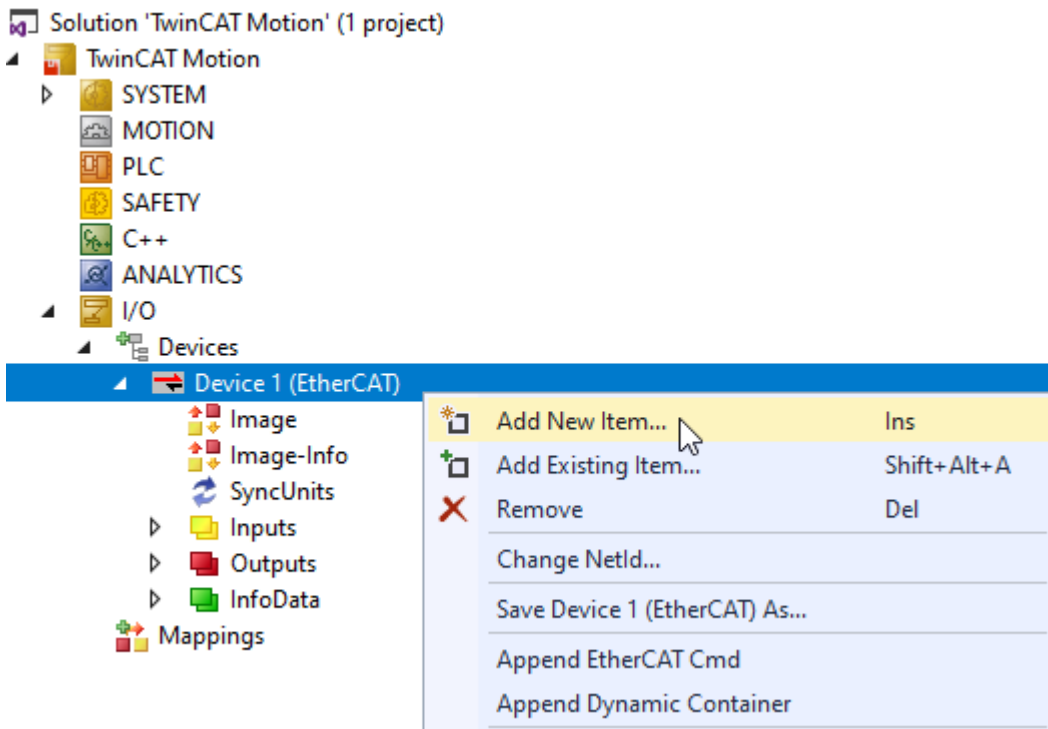 Solution 'TwinCAT Motion' (1 project)
TwinCAT Motion
SYSTEM
MOTION
PLC
SAFETY
C++
ANALYTICS
I/O
Devices
Device 1 (EtherCAT)
Image
Image-Info
SyncUnits
Inputs
Outputs
InfoData
Mappings
Add New Item... Ins
Add Existing Item... Shift+Alt+A
Remove Del
Change NetId...
Save Device 1 (EtherCAT) As...
Append EtherCAT Cmd
Append Dynamic Container